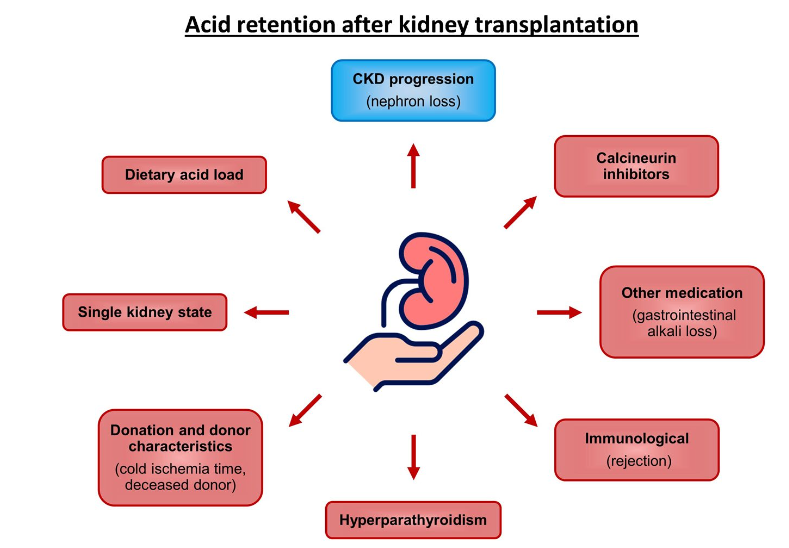 Acid retention after kidney transplantation
CKD progression
(nephron loss)
Calcineurin
inhibitors
Dietary acid load
Other medication
(gastrointestinal
alkali loss)
Single kidney state
Donation and donor
characteristics
(cold ischemia time,
deceased donor)
Immunological
(rejection)
Hyperparathyroidism